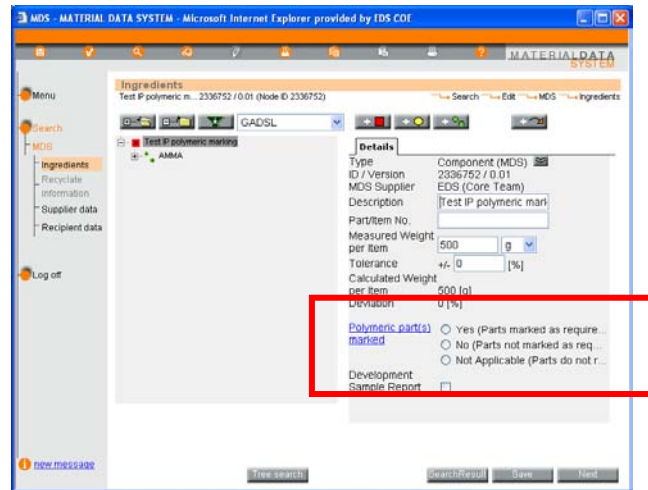 MDS - MATERIAL DATA SYSTEM - Microsoft Internet Explorer provided by EDS COE
MATERIALDATA
SYSTEM
Menu
Search
MDS
Ingredients
Recyclate
information
Supplier data
Recipient data
Log off
new message
Ingredients
Test IP polymeric m... 2336752 / 0.01 (Node ID 2336752)
Search Edit MDS Ingredients
GADSL
Test IP polymeric marking
AMMA
Details
Type Component (MDS)
ID / Version 2336752 / 0.01
MDS Supplier EDS (Core Team)
Description Test IP polymeric mark
Part/Item No.
Measured Weight
per Item 500 g
Tolerance +/- 0 [%]
Calculated Weight
per Item 500 [g]
Deviation 0 [%]
Polymeric part(s)
marked
Yes (Parts marked as require...
No (Parts not marked as req...
Not Applicable (Parts do not r...
Development
Sample Report
Tree search
SearchResult Save Next